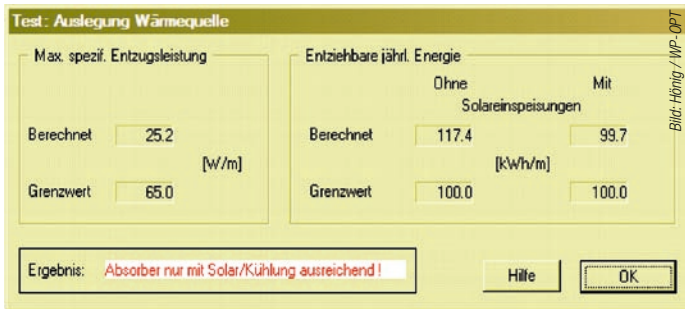 Test: Auslegung Wärmequelle
Max. spezif. Entzugsleistung
Berechnet 25.2
[W/m]
Grenzwert 65.0
Entziehbare jährl. Energie
Ohne Mit
Solareinspeisungen
Berechnet 117.4 99.7
[kWh/m]
Grenzwert 100.0 100.0
Ergebnis: Absorber nur mit Solar/Kühlung ausreichend !
Hilfe OK
Bild: Hönig / WP-OPT